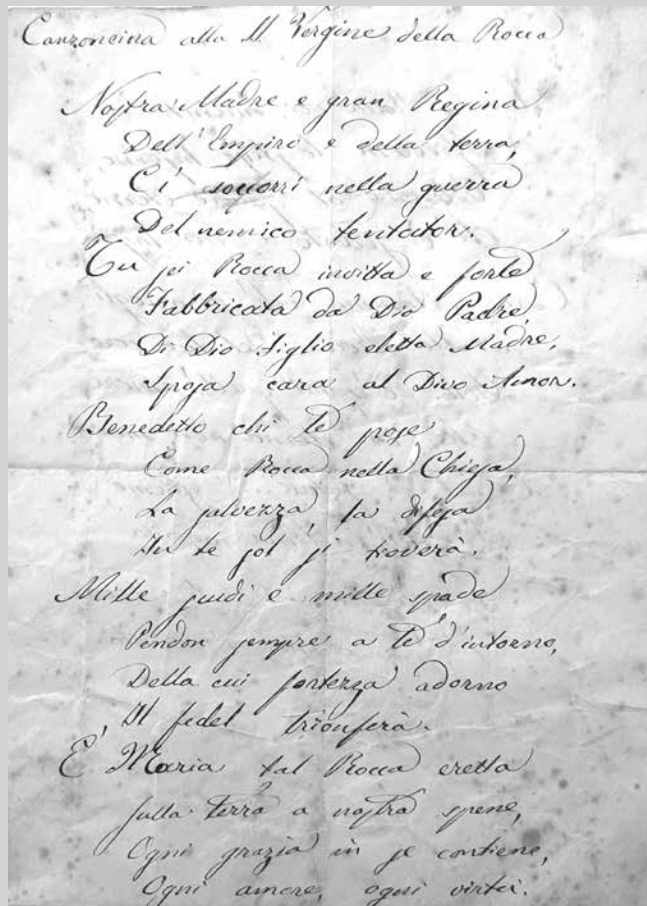 Canzoncina alla SS. Vergine della Rocca
Nostra Madre e gran Regina
Dell'Empiro e della terra,
Ci soccorri nella guerra
Del nemico tentator.
Tu sei Rocca invitta e forte
Fabbricata da Dio Padre,
Di Dio figlio eletta Madre,
Sposa cara al Divo Amor.
Benedetto chi te pose
Come Rocca nella Chiesa,
La salvezza, la difesa
In te sol si troverà.
Mille scudi e mille spade
Pendon sempre a te d'intorno,
Della cui fortezza adorno
Il fedel trionferà.
È Maria tal Rocca eretta
sulla terra a nostra spene,
Ogni grazia in se contiene,
Ogni amore, ogni virtù.